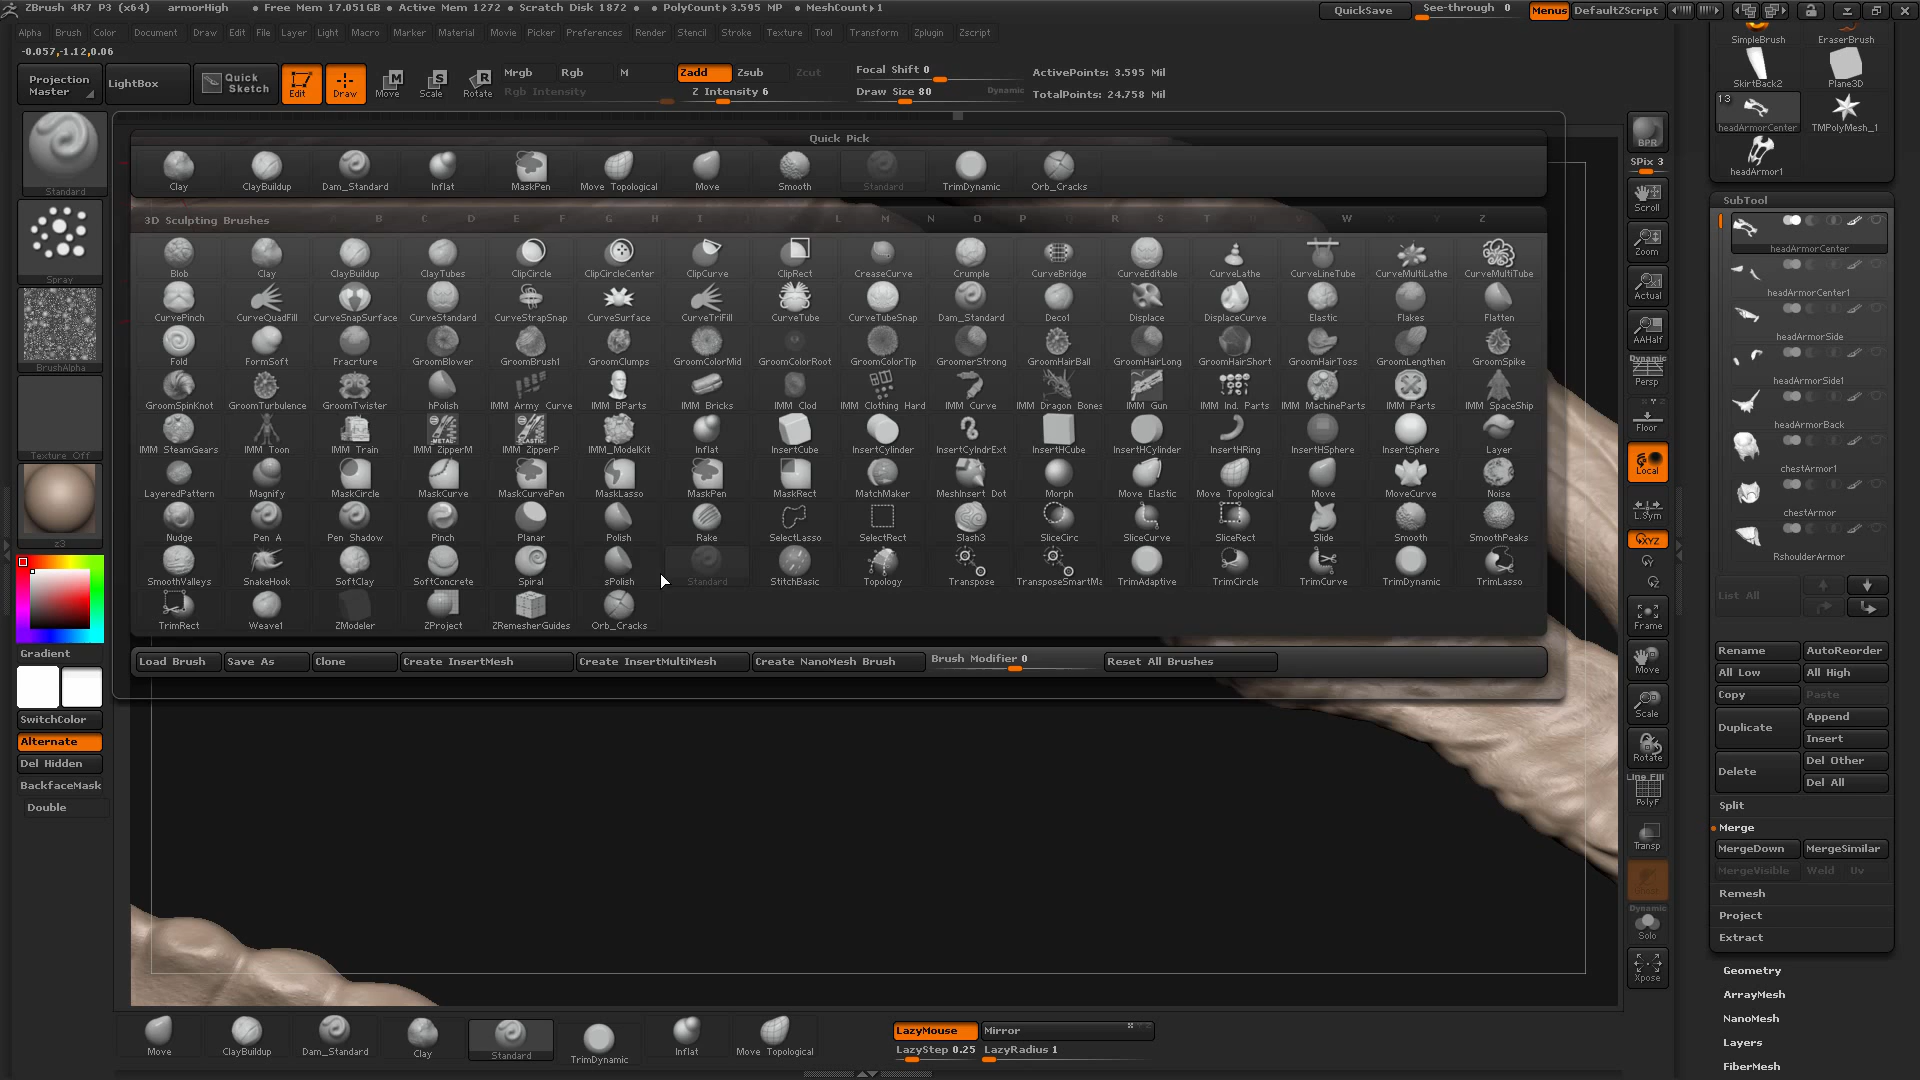 ZBrush 4R7 P3 (x64) armorHigh • Free Mem 17.051GB • Active Mem 1272 • Scratch Disk 1872 • PolyCount 3.595 MP • MeshCount 1
QuickSave See-through 0 Menus DefaultZScript
Alpha Brush Color Document Draw Edit File Layer Light Macro Marker Material Movie Picker Preferences Render Stencil Stroke Texture Tool Transform Zplugin Zscript
-0.057,-1.12,0.06
Projection Master
LightBox
Quick Sketch
Edit Draw Move Scale Rotate
Mrgb Rgb M
Rgb Intensity
Zadd Zsub Zcut
Z Intensity 6
Focal Shift 0
Draw Size 80 Dynamic
ActivePoints: 3.595 Mil
TotalPoints: 24.758 Mil
Standard
Spray
BrushAlpha
Texture Off
z3
Gradient
SwitchColor
Alternate
Del Hidden
BackfaceMask
Double
Quick Pick
Clay ClayBuildup Dam_Standard Inflat MaskPen Move Topological Move Smooth Standard TrimDynamic Orb_Cracks
3D Sculpting Brushes A B C D E F G H I J K L M N O P Q R S T U V W X Y Z
Blob Clay ClayBuildup ClayTubes ClipCircle ClipCircleCenter ClipCurve ClipRect CreaseCurve Crumple CurveBridge CurveEditable CurveLathe CurveLineTube CurveMultiLathe CurveMultiTube
CurvePinch CurveQuadFill CurveSnapSurface CurveStandard CurveStrapSnap CurveSurface CurveTriFill CurveTube CurveTubeSnap Dam_Standard Deco1 Displace DisplaceCurve Elastic Flakes Flatten
Fold FormSoft Fracrture GroomBlower GroomBrush1 GroomClumps GroomColorMid GroomColorRoot GroomColorTip GroomerStrong GroomHairBall GroomHairLong GroomHairShort GroomHairToss GroomLengthen GroomSpike
GroomSpinKnot GroomTurbulence GroomTwister hPolish IMM Army Curve IMM BParts IMM Bricks IMM Clod IMM Clothing Hard IMM Curve IMM Dragon Bones IMM Gun IMM Ind. Parts IMM MachineParts IMM Parts IMM SpaceShip
IMM SteamGears IMM Toon IMM Train IMM ZipperM IMM ZipperP IMM_ModelKit Inflat InsertCube InsertCylinder InsertCylndrExt InsertHCube InsertHCylinder InsertHRing InsertHSphere InsertSphere Layer
LayeredPattern Magnify MaskCircle MaskCurve MaskCurvePen MaskLasso MaskPen MaskRect MatchMaker MeshInsert Dot Morph Move Elastic Move Topological Move MoveCurve Noise
Nudge Pen A Pen Shadow Pinch Planar Polish Rake SelectLasso SelectRect Slash3 SliceCirc SliceCurve SliceRect Slide Smooth SmoothPeaks
SmoothValleys SnakeHook SoftClay SoftConcrete Spiral sPolish Standard StitchBasic Topology Transpose TransposeSmartMa TrimAdaptive TrimCircle TrimCurve TrimDynamic TrimLasso
TrimRect Weave1 ZModeler ZProject ZRemesherGuides Orb_Cracks
Load Brush Save As Clone Create InsertMesh Create InsertMultiMesh Create NanoMesh Brush Brush Modifier 0 Reset All Brushes
Move ClayBuildup Dam_Standard Clay Standard TrimDynamic Inflat Move Topological
LazyMouse Mirror
LazyStep 0.25 LazyRadius 1
BPR
SPix 3
Scroll
Zoom
Actual
AAHalf
Dynamic
Persp
Floor
Local
L.Sym
XYZ
Frame
Move
Scale
Rotate
Line Fill
PolyF
Transp
Ghost
Dynamic
Solo
Xpose
SimpleBrush EraserBrush
SkirtBack2 Plane3D
13
headArmorCenter TMPolyMesh_1
headArmor1
SubTool
headArmorCenter
headArmorCenter1
headArmorSide
headArmorSide1
headArmorBack
chestArmor1
chestArmor
RshoulderArmor
List All
Rename AutoReorder
All Low All High
Copy Paste
Duplicate Append
Insert
Delete Del Other
Del All
Split
Merge
MergeDown MergeSimilar
MergeVisible Weld Uv
Remesh
Project
Extract
Geometry
ArrayMesh
NanoMesh
Layers
FiberMesh